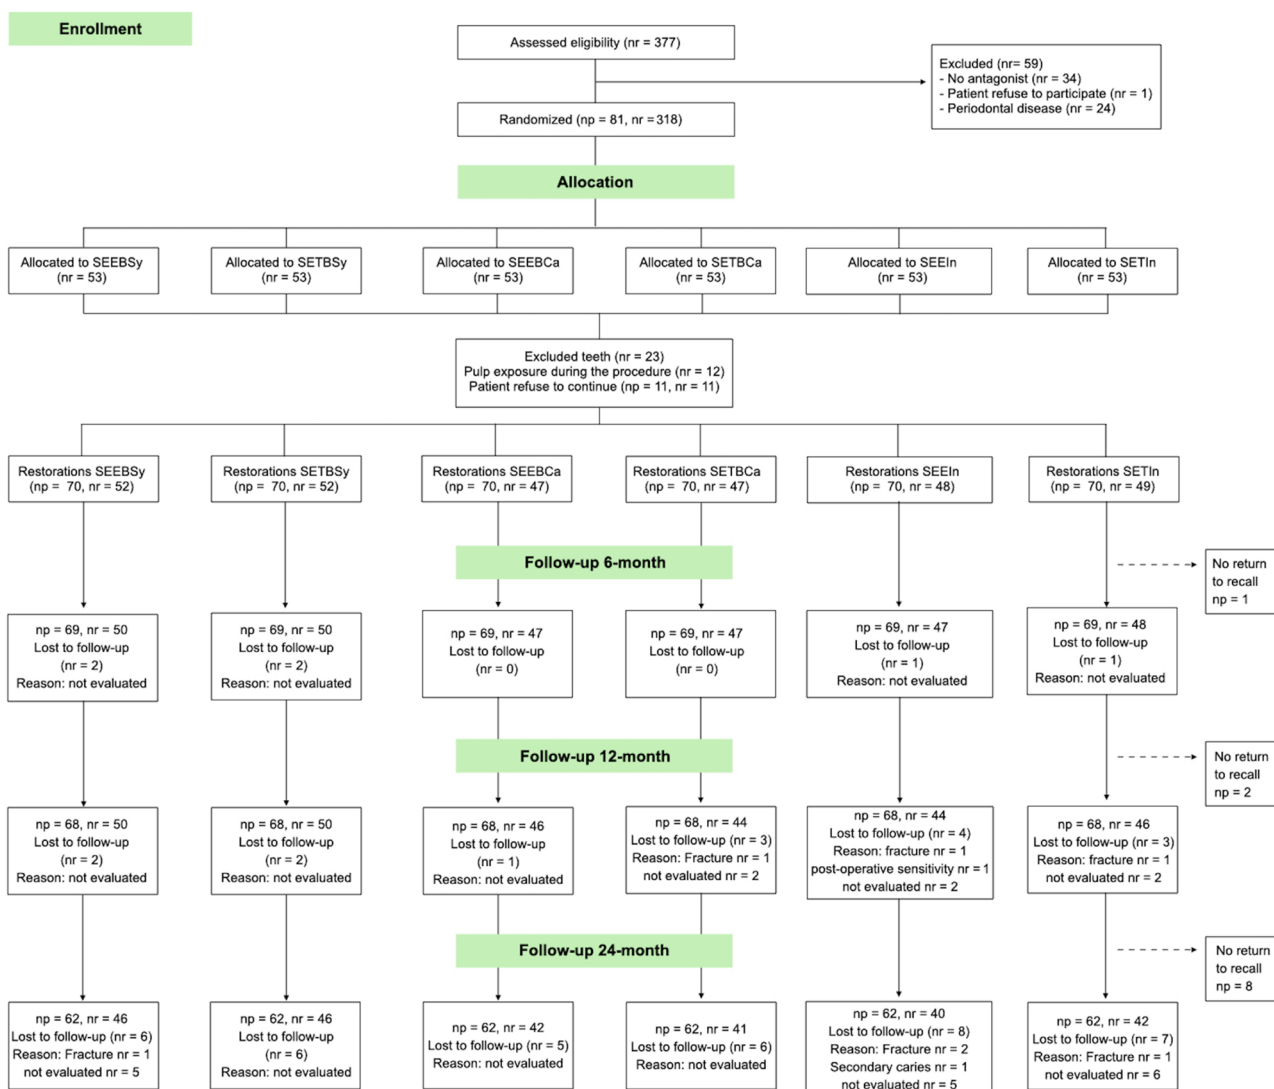 Enrollment
Assessed eligibility (nr = 377)
Excluded (nr= 59)
- No antagonist (nr = 34)
- Patient refuse to participate (nr = 1)
- Periodontal disease (nr = 24)
Randomized (np = 81, nr = 318)
Allocation
Allocated to SEEBSy
(nr = 53)
Allocated to SETBSy
(nr = 53)
Allocated to SEEBCa
(nr = 53)
Allocated to SETBCa
(nr = 53)
Allocated to SEEIn
(nr = 53)
Allocated to SETIn
(nr = 53)
Excluded teeth (nr = 23)
Pulp exposure during the procedure (nr = 12)
Patient refuse to continue (np = 11, nr = 11)
Restorations SEEBSy
(np = 70, nr = 52)
Restorations SETBSy
(np = 70, nr = 52)
Restorations SEEBCa
(np = 70, nr = 47)
Restorations SETBCa
(np = 70, nr = 47)
Restorations SEEIn
(np = 70, nr = 48)
Restorations SETIn
(np = 70, nr = 49)
Follow-up 6-month
No return
to recall
np = 1
np = 69, nr = 50
Lost to follow-up
(nr = 2)
Reason: not evaluated
np = 69, nr = 50
Lost to follow-up
(nr = 2)
Reason: not evaluated
np = 69, nr = 47
Lost to follow-up
(nr = 0)
np = 69, nr = 47
Lost to follow-up
(nr = 0)
np = 69, nr = 47
Lost to follow-up
(nr = 1)
Reason: not evaluated
np = 69, nr = 48
Lost to follow-up
(nr = 1)
Reason: not evaluated
Follow-up 12-month
No return
to recall
np = 2
np = 68, nr = 50
Lost to follow-up
(nr = 2)
Reason: not evaluated
np = 68, nr = 50
Lost to follow-up
(nr = 2)
Reason: not evaluated
np = 68, nr = 46
Lost to follow-up
(nr = 1)
Reason: not evaluated
np = 68, nr = 44
Lost to follow-up (nr = 3)
Reason: Fracture nr = 1
not evaluated nr = 2
np = 68, nr = 44
Lost to follow-up (nr = 4)
Reason: fracture nr = 1
post-operative sensitivity nr = 1
not evaluated nr = 2
np = 68, nr = 46
Lost to follow-up (nr = 3)
Reason: fracture nr = 1
not evaluated nr = 2
Follow-up 24-month
No return
to recall
np = 8
np = 62, nr = 46
Lost to follow-up (nr = 6)
Reason: Fracture nr = 1
not evaluated nr = 5
np = 62, nr = 46
Lost to follow-up
(nr = 6)
Reason: not evaluated
np = 62, nr = 42
Lost to follow-up (nr = 5)
Reason: not evaluated
np = 62, nr = 41
Lost to follow-up (nr = 6)
Reason: not evaluated
np = 62, nr = 40
Lost to follow-up (nr = 8)
Reason: Fracture nr = 2
Secondary caries nr = 1
not evaluated nr = 5
np = 62, nr = 42
Lost to follow-up (nr = 7)
Reason: Fracture nr = 1
not evaluated nr = 6